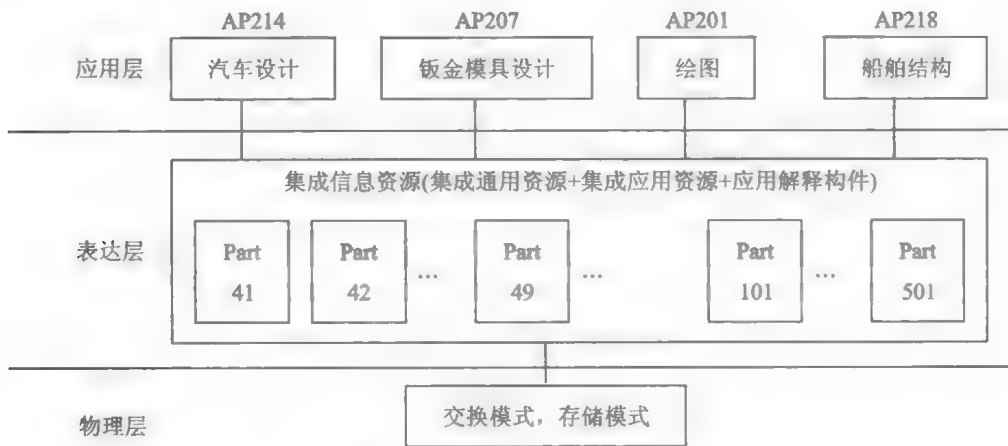 AP214 AP207 AP201 AP218
应用层 汽车设计 钣金模具设计 绘图 船舶结构
集成信息资源(集成通用资源+集成应用资源+应用解释构件)
表达层 Part Part … Part … Part … Part
41 42 49 101 501
物理层 交换模式，存储模式